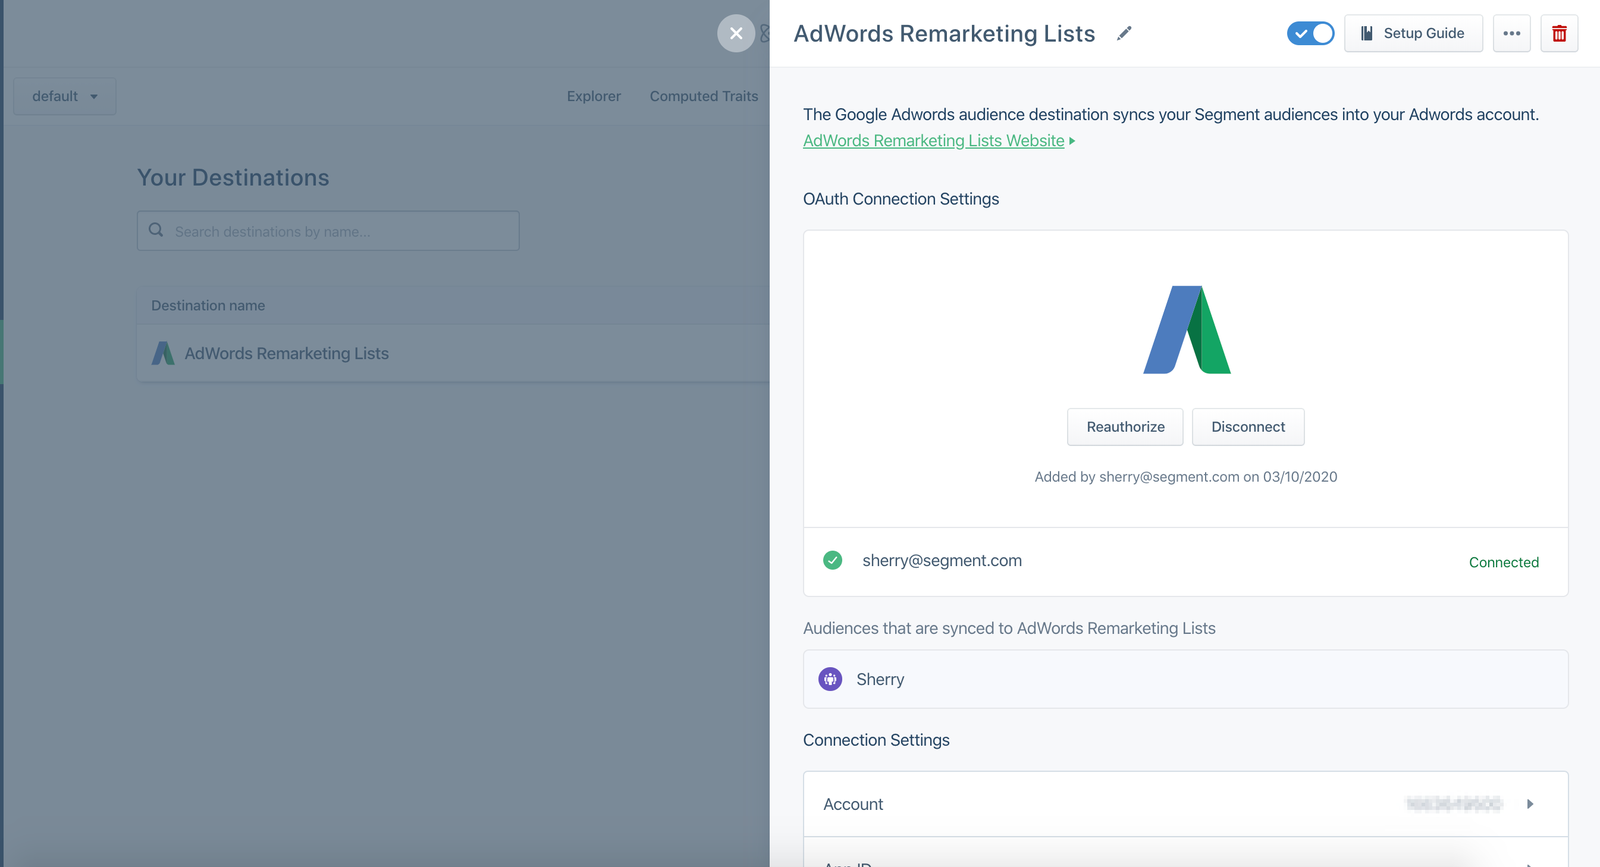 AdWords Remarketing Lists
Setup Guide
default
Explorer
Computed Traits
The Google Adwords audience destination syncs your Segment audiences into your Adwords account.
AdWords Remarketing Lists Website
Your Destinations
OAuth Connection Settings
Search destinations by name...
Destination name
AdWords Remarketing Lists
Reauthorize
Disconnect
Added by sherry@segment.com on 03/10/2020
sherry@segment.com
Connected
Audiences that are synced to AdWords Remarketing Lists
Sherry
Connection Settings
Account
App ID